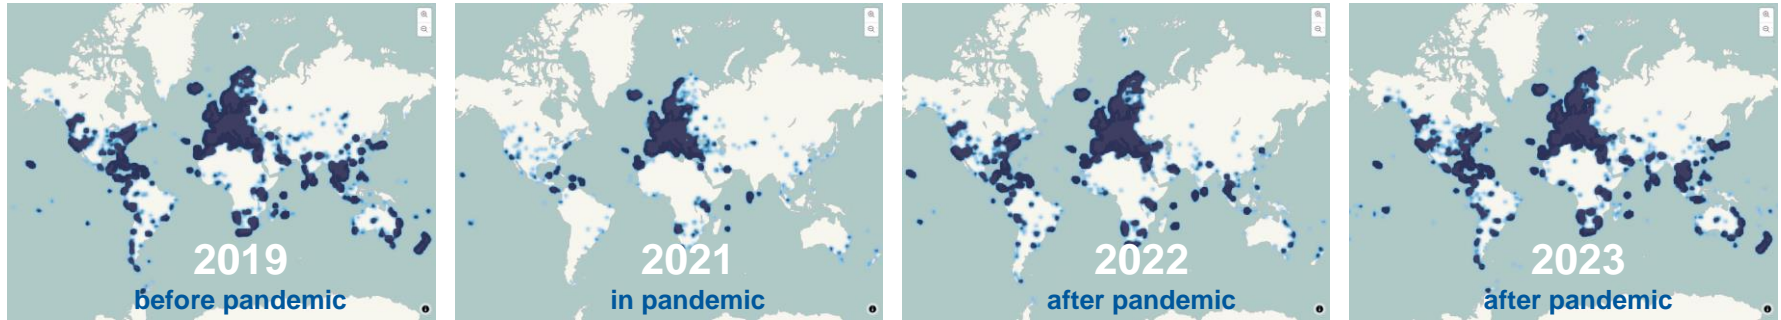 2019
before pandemic
2021
in pandemic
2022
after pandemic
2023
after pandemic